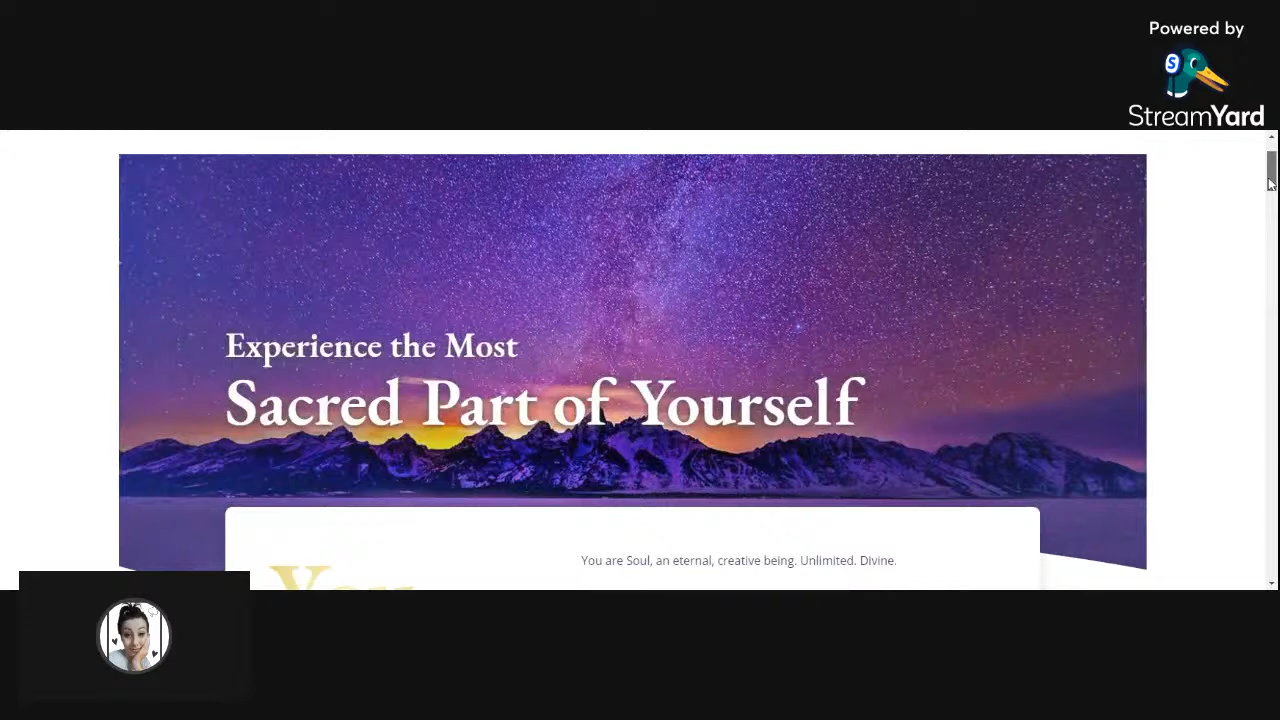 Powered by
StreamYard
Experience the Most
Sacred Part of Yourself
You are Soul, an eternal, creative being. Unlimited. Divine.
You